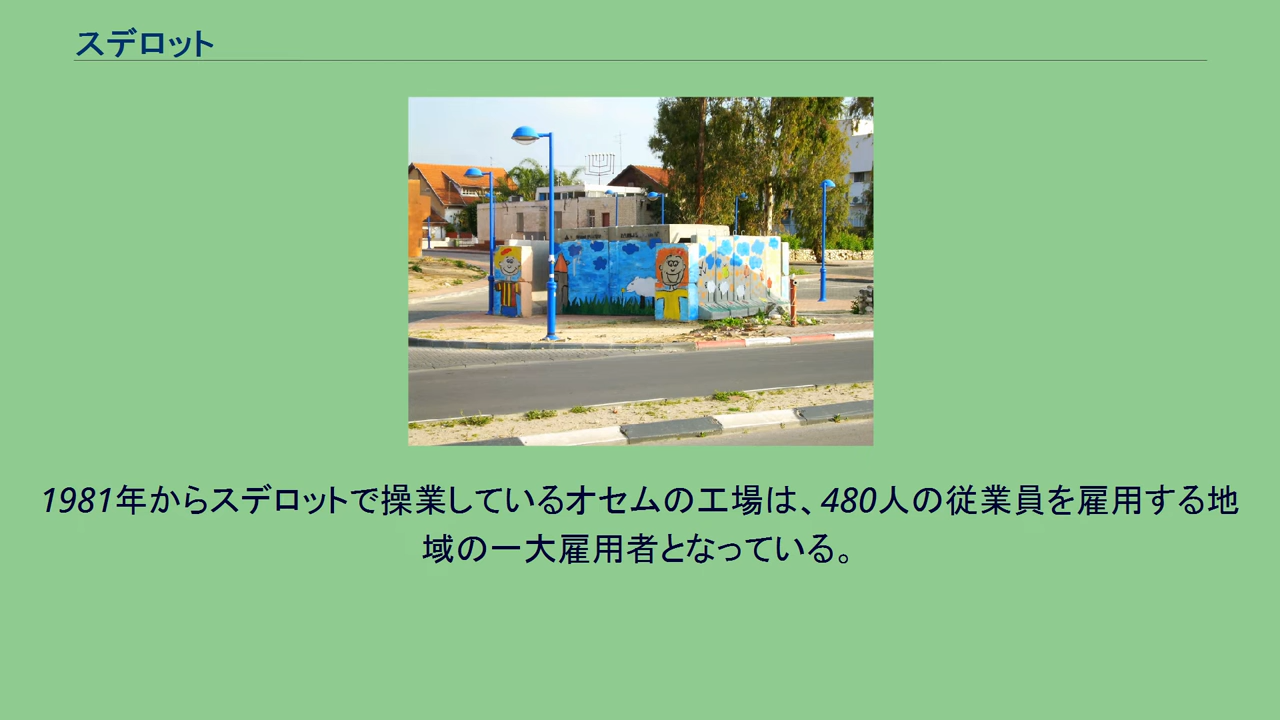 スデロット
1981年からスデロットで操業しているオセムの工場は、480人の従業員を雇用する地
域の一大雇用者となっている。